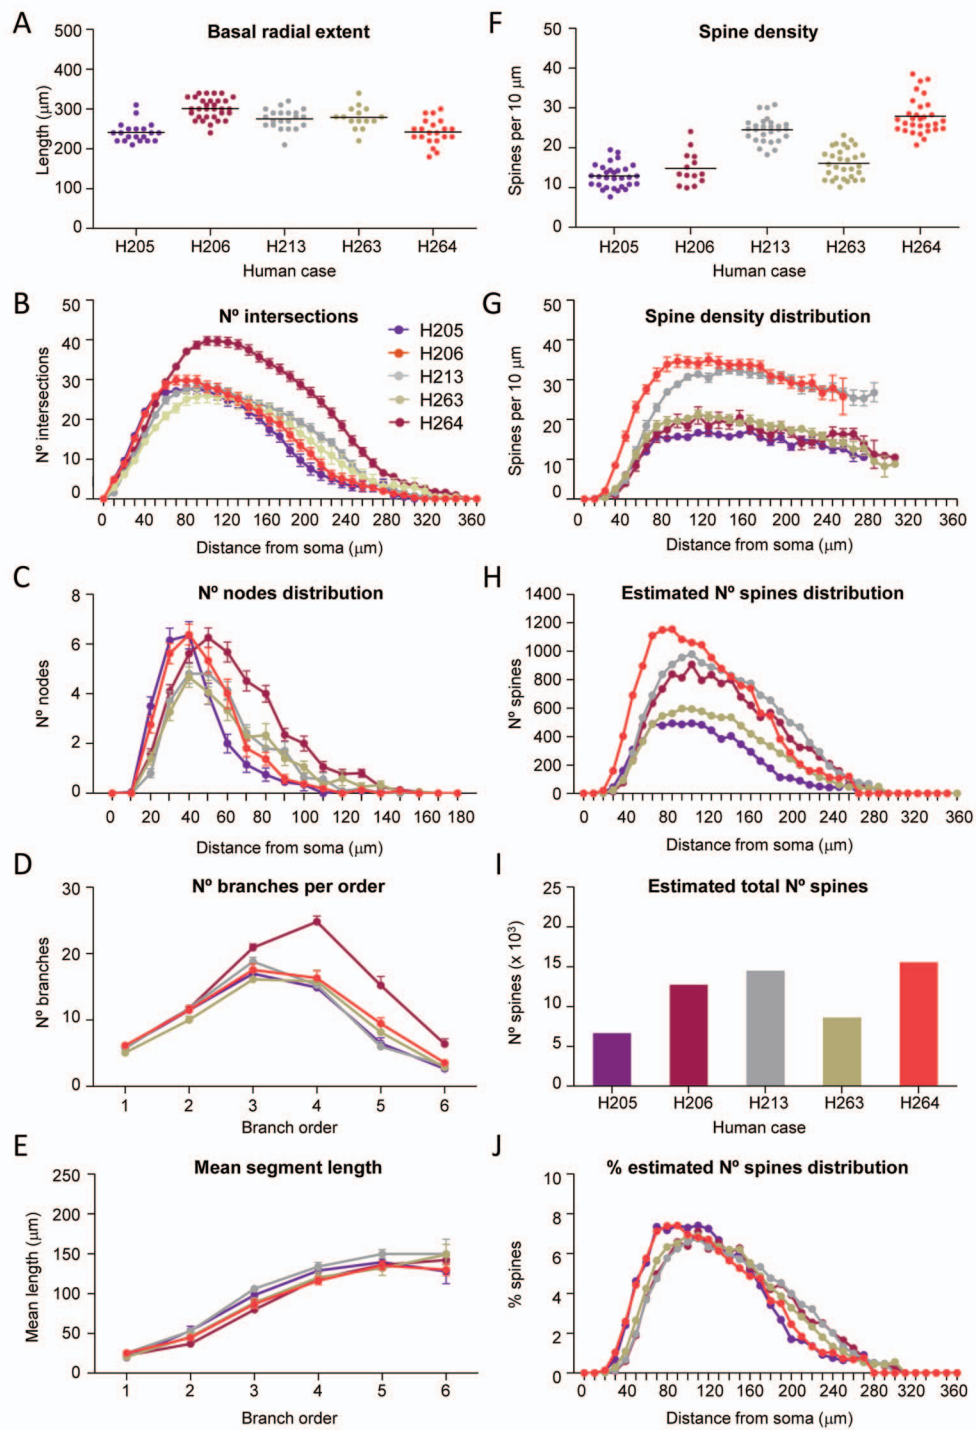 A
Basal radial extent
500
400
300
200
100
0
Length (μm)
H205 H206 H213 H263 H264
Human case
B
Nº intersections
50
40
30
20
10
0
Nº intersections
H205
H206
H213
H263
H264
0 40 80 120 160 200 240 280 320 360
Distance from soma (μm)
C
Nº nodes distribution
8
6
4
2
0
Nº nodes
0 20 40 60 80 100 120 140 160 180
Distance from soma (μm)
D
Nº branches per order
30
20
10
0
Nº branches
1 2 3 4 5 6
Branch order
E
Mean segment length
250
200
150
100
50
0
Mean length (μm)
1 2 3 4 5 6
Branch order
F
Spine density
50
40
30
20
10
0
Spines per 10 μm
H205 H206 H213 H263 H264
Human case
G
Spine density distribution
50
40
30
20
10
0
Spines per 10 μm
0 40 80 120 160 200 240 280 320 360
Distance from soma (μm)
H
Estimated Nº spines distribution
1400
1200
1000
800
600
400
200
0
Nº spines
0 40 80 120 160 200 240 280 360
Distance from soma (μm)
I
Estimated total Nº spines
25
20
15
10
5
0
Nº spines (x 10³)
H205 H206 H213 H263 H264
Human case
J
% estimated Nº spines distribution
10
8
6
4
2
0
% spines
0 40 80 120 160 200 240 280 320 360
Distance from soma (μm)